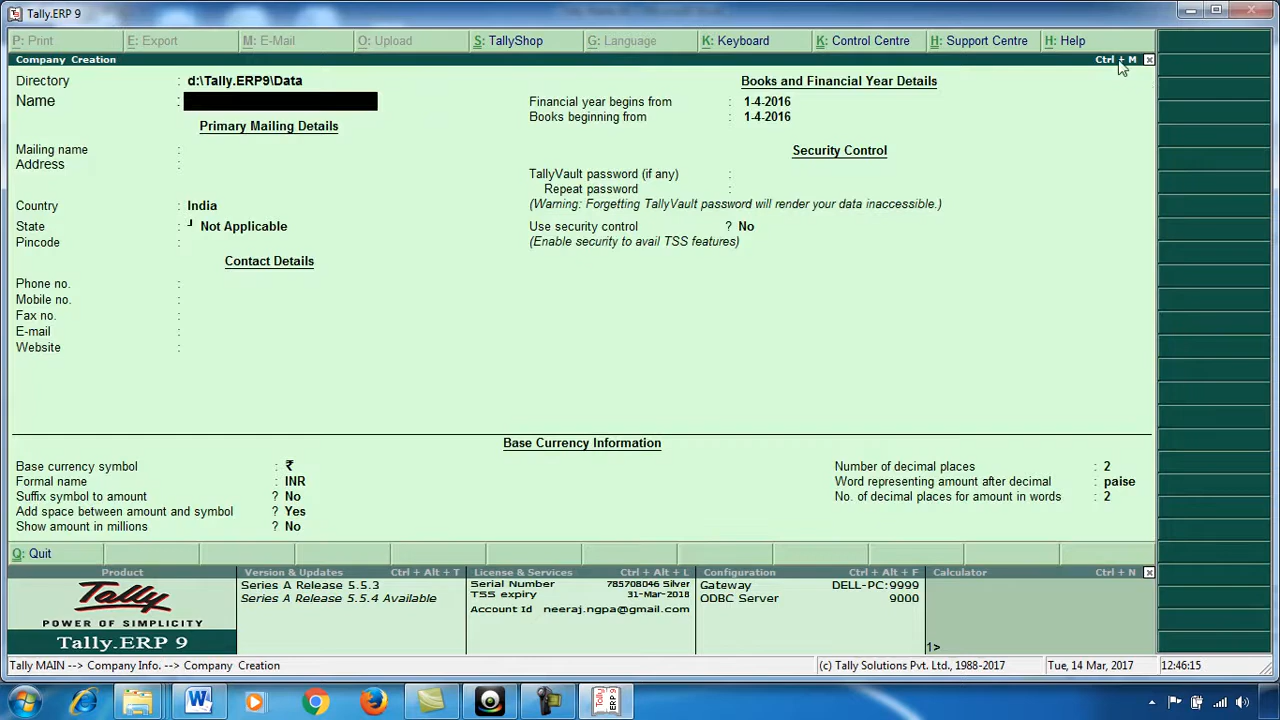 Tally.ERP 9
P: Print E: Export M: E-Mail O: Upload S: TallyShop G: Language K: Keyboard K: Control Centre H: Support Centre H: Help
Company Creation Ctrl + M
Directory : d:\Tally.ERP9\Data
Name :
Primary Mailing Details
Mailing name :
Address :
Country : India
State : ┘ Not Applicable
Pincode :
Contact Details
Phone no. :
Mobile no. :
Fax no. :
E-mail :
Website :
Books and Financial Year Details
Financial year begins from : 1-4-2016
Books beginning from : 1-4-2016
Security Control
TallyVault password (if any) :
Repeat password :
(Warning: Forgetting TallyVault password will render your data inaccessible.)
Use security control ? No
(Enable security to avail TSS features)
Base Currency Information
Base currency symbol : ₹
Formal name : INR
Suffix symbol to amount ? No
Add space between amount and symbol ? Yes
Show amount in millions ? No
Number of decimal places : 2
Word representing amount after decimal : paise
No. of decimal places for amount in words : 2
Q: Quit
Product
Tally
POWER OF SIMPLICITY
Tally.ERP 9
Version & Updates Ctrl + Alt + T
Series A Release 5.5.3
Series A Release 5.5.4 Available
License & Services Ctrl + Alt + L
Serial Number 785708046 Silver
TSS expiry 31-Mar-2018
Account Id neeraj.ngpa@gmail.com
Configuration Ctrl + Alt + F
Gateway DELL-PC:9999
ODBC Server 9000
Calculator Ctrl + N
1>
Tally MAIN --> Company Info. --> Company Creation (c) Tally Solutions Pvt. Ltd., 1988-2017 Tue, 14 Mar, 2017 12:46:15
Tally
ERP 9
12:46 PM